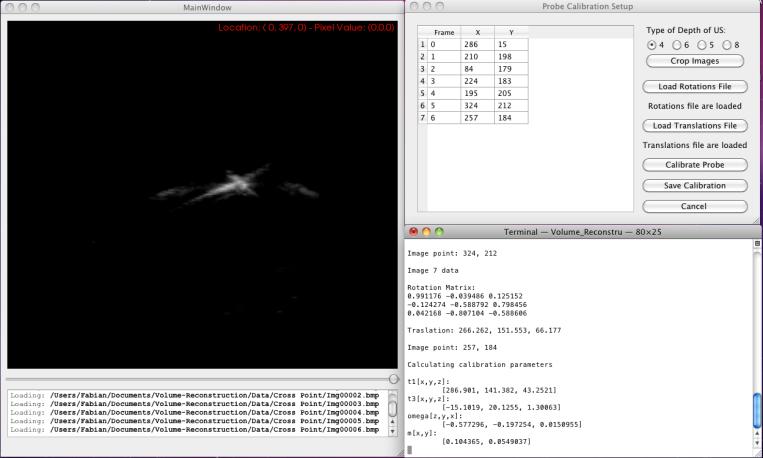 MainWindow
Location: ( 0, 397, 0) - Pixel Value: (0,0,0)
Loading: /Users/Fabian/Documents/Volume-Reconstruction/Data/Cross Point/Img00002.bmp
Loading: /Users/Fabian/Documents/Volume-Reconstruction/Data/Cross Point/Img00003.bmp
Loading: /Users/Fabian/Documents/Volume-Reconstruction/Data/Cross Point/Img00004.bmp
Loading: /Users/Fabian/Documents/Volume-Reconstruction/Data/Cross Point/Img00005.bmp
Loading: /Users/Fabian/Documents/Volume-Reconstruction/Data/Cross Point/Img00006.bmp
Probe Calibration Setup
Frame X Y
1 0 286 15
2 1 210 198
3 2 84 179
4 3 224 183
5 4 195 205
6 5 324 212
7 6 257 184
Type of Depth of US:
4 6 5 8
Crop Images
Load Rotations File
Rotations file are loaded
Load Translations File
Translations file are loaded
Calibrate Probe
Save Calibration
Cancel
Terminal — Volume_Reconstru — 80×25
Image point: 324, 212
Image 7 data
Rotation Matrix:
0.991176 -0.039486 0.125152
-0.124274 -0.588792 0.798456
0.042168 -0.807104 -0.588606
Traslation: 266.262, 151.553, 66.177
Image point: 257, 184
Calculating calibration parameters
t1[x,y,z]:
[286.901, 141.382, 43.2521]
t3[x,y,z]:
[-15.1019, 20.1255, 1.30063]
omega[z,y,x]:
[-0.577296, -0.197254, 0.0150955]
m[x,y]:
[0.104365, 0.0549037]